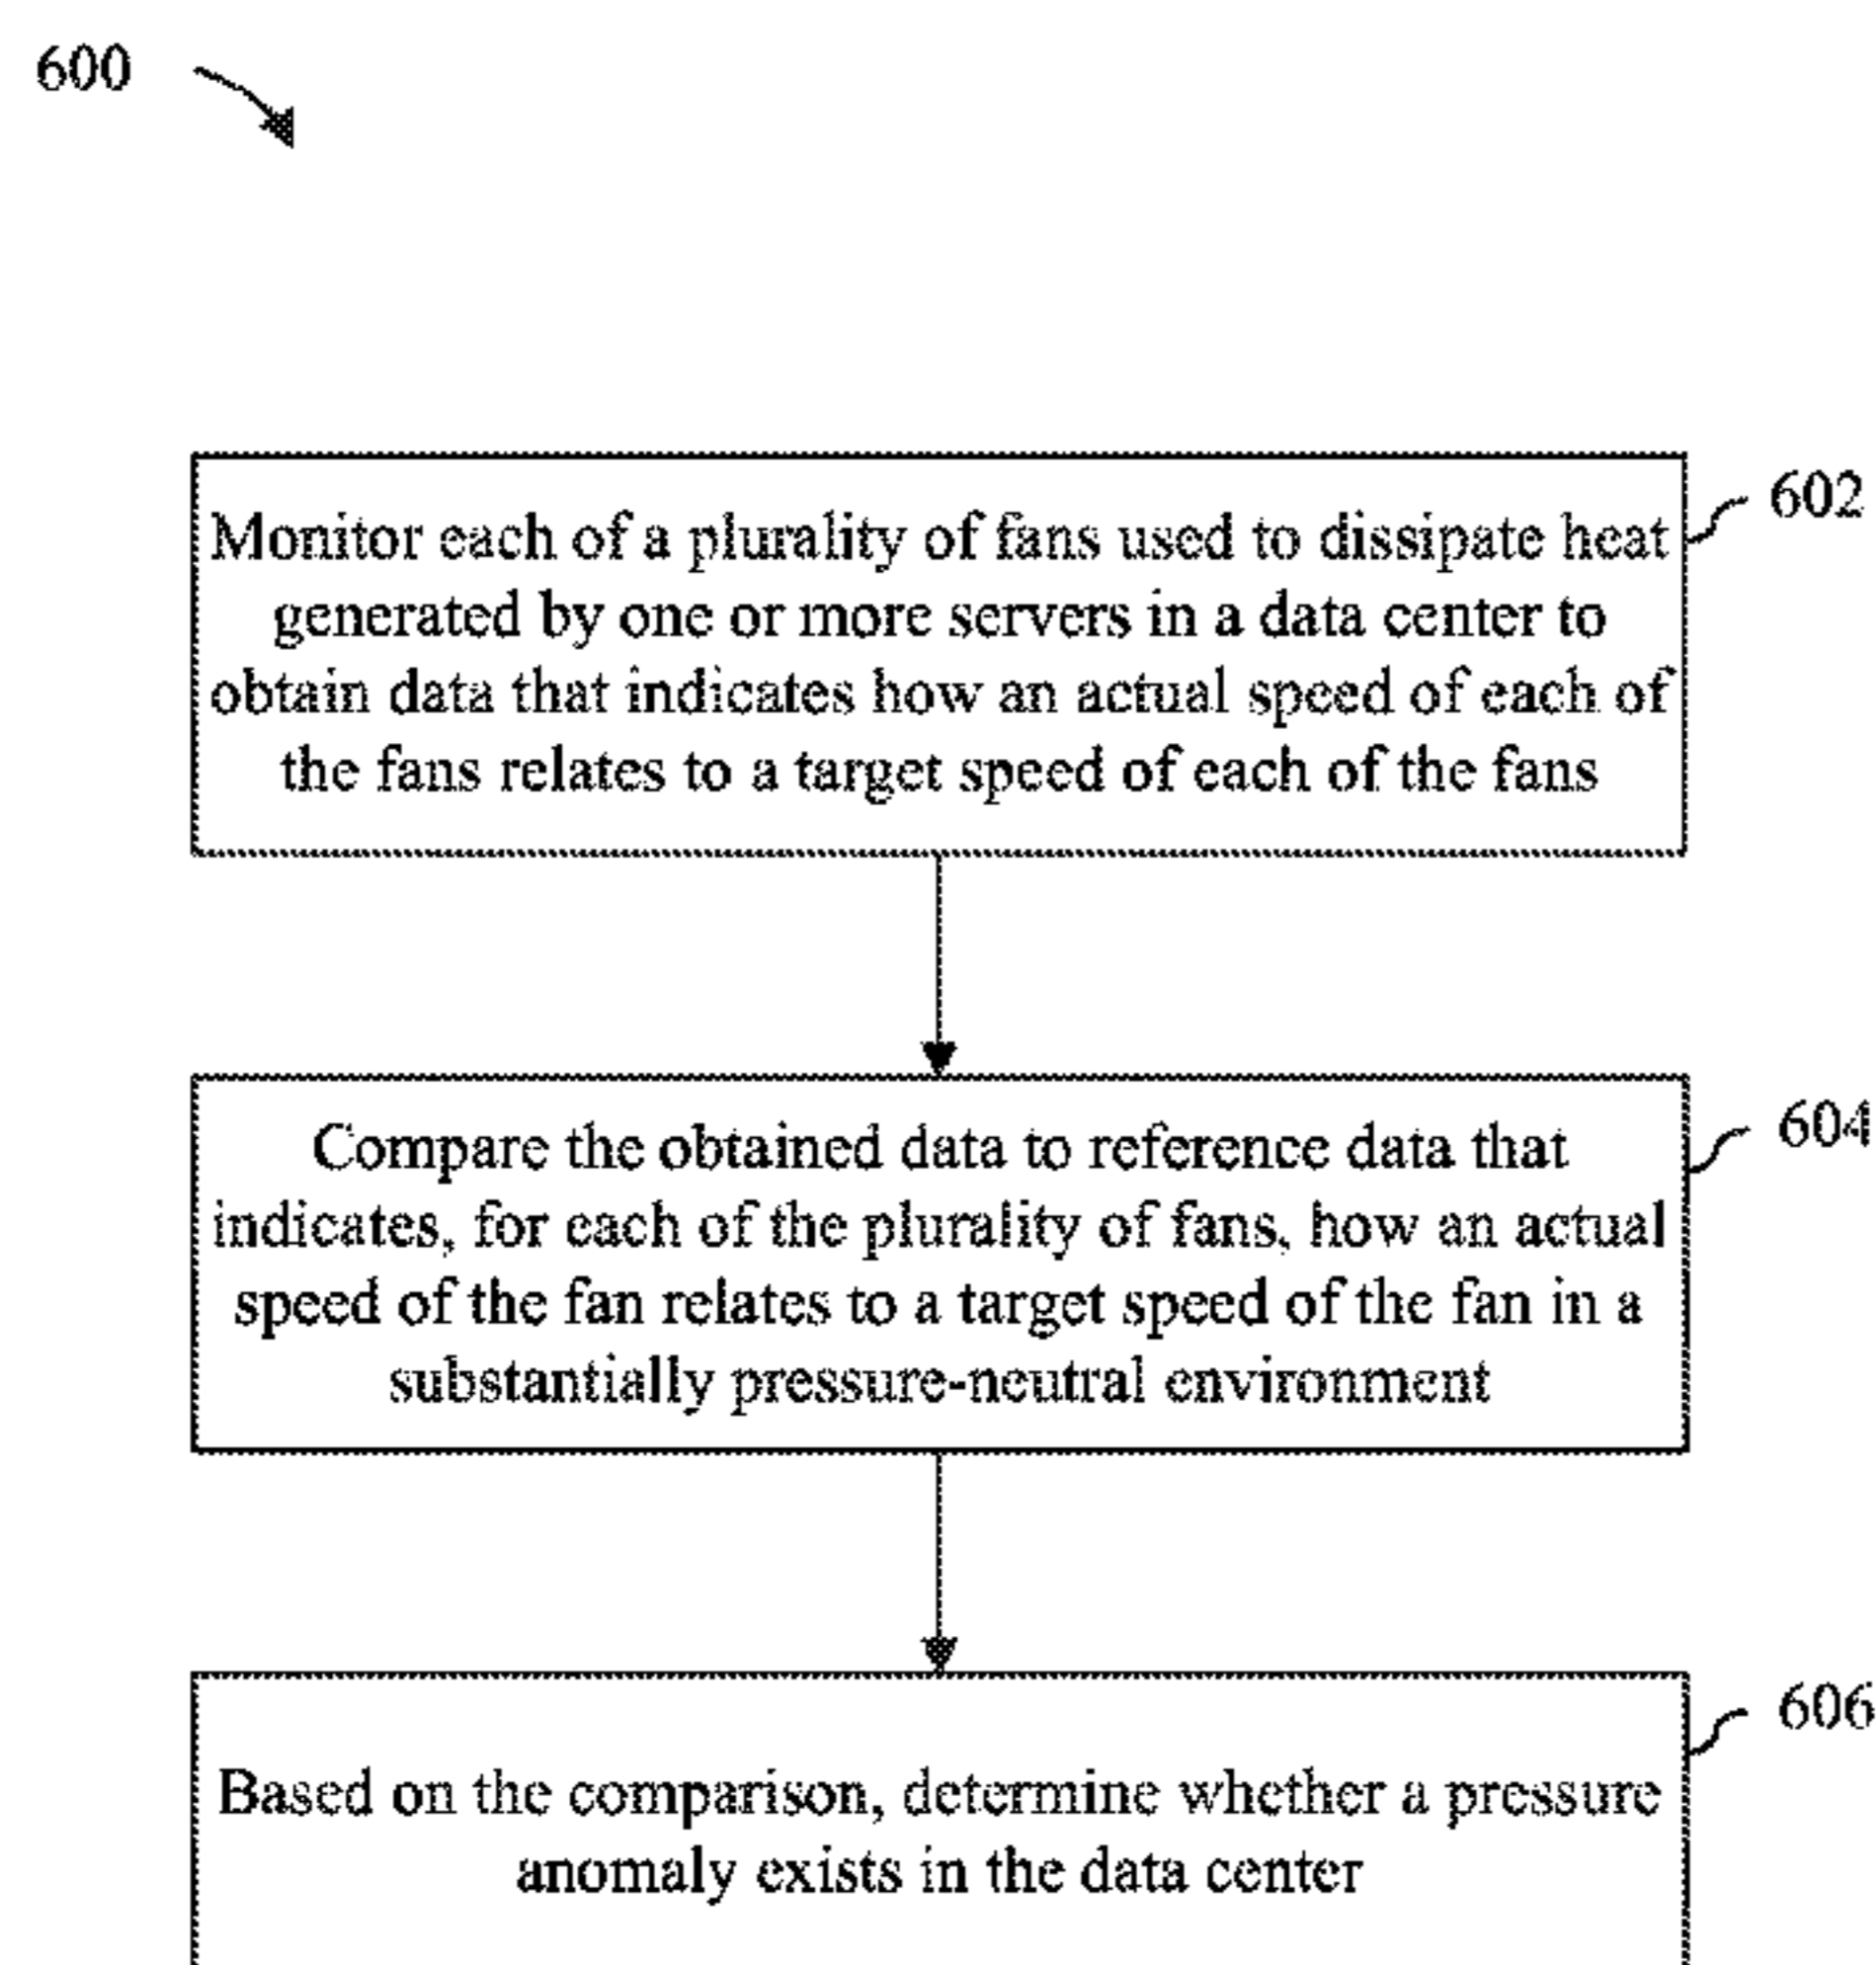 600
602
Monitor each of a plurality of fans used to dissipate heat
generated by one or more servers in a data center to
obtain data that indicates how an actual speed of each of
the fans relates to a target speed of each of the fans
604
Compare the obtained data to reference data that
indicates, for each of the plurality of fans, how an actual
speed of the fan relates to a target speed of the fan in a
substantially pressure-neutral environment
606
Based on the comparison, determine whether a pressure
anomaly exists in the data center